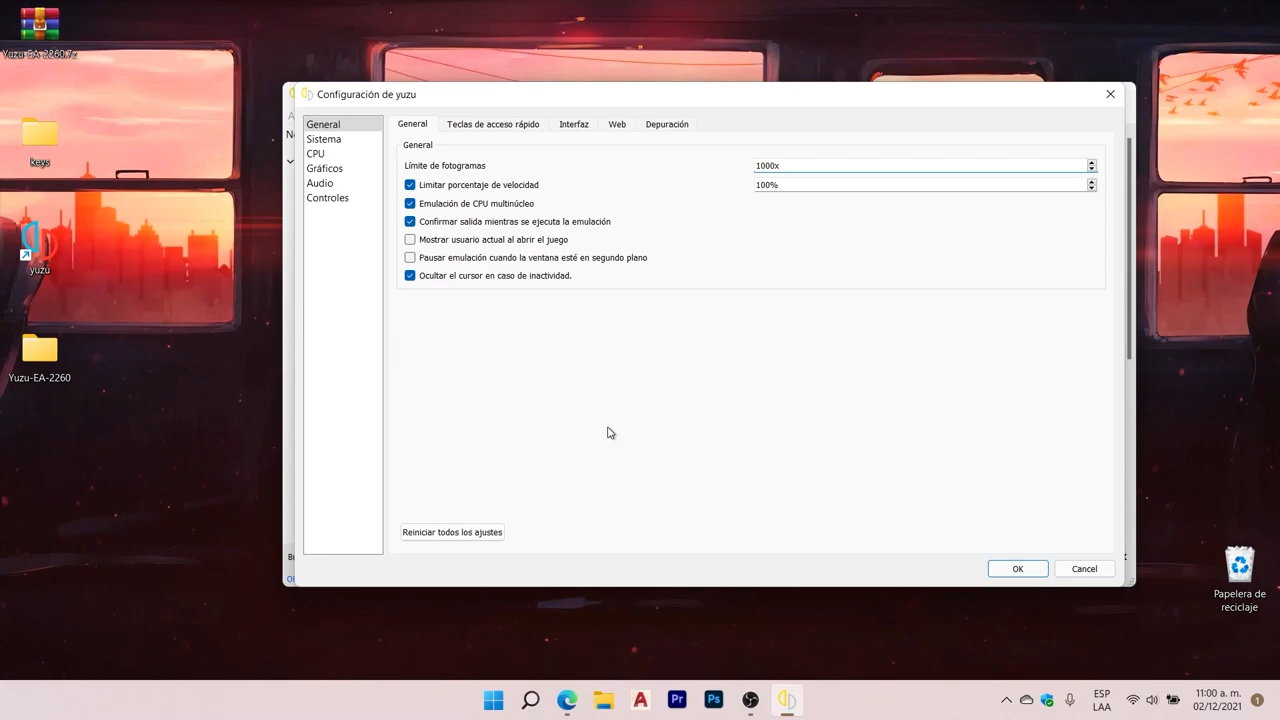 Yuzu-EA-2260.7z
keys
yuzu
Yuzu-EA-2260
Papelera de
reciclaje
Configuración de yuzu
General
Sistema
CPU
Gráficos
Audio
Controles
General
Teclas de acceso rápido
Interfaz
Web
Depuración
General
Límite de fotogramas
1000x
Limitar porcentaje de velocidad
100%
Emulación de CPU multinúcleo
Confirmar salida mientras se ejecuta la emulación
Mostrar usuario actual al abrir el juego
Pausar emulación cuando la ventana esté en segundo plano
Ocultar el cursor en caso de inactividad.
Reiniciar todos los ajustes
OK
Cancel
A
Pr
Ps
ESP
LAA
11:00 a. m.
02/12/2021
1